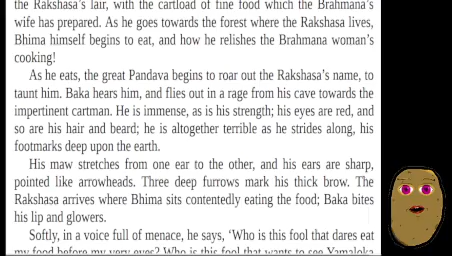 the Rakshasa's lair, with the cartload of fine food which the Brahmana's
wife has prepared. As he goes towards the forest where the Rakshasa lives,
Bhima himself begins to eat, and how he relishes the Brahmana woman's
cooking!
As he eats, the great Pandava begins to roar out the Rakshasa's name, to
taunt him. Baka hears him, and flies out in a rage from his cave towards the
impertinent cartman. He is immense, as is his strength; his eyes are red, and
so are his hair and beard; he is altogether terrible as he strides along, his
footmarks deep upon the earth.
His maw stretches from one ear to the other, and his ears are sharp,
pointed like arrowheads. Three deep furrows mark his thick brow. The
Rakshasa arrives where Bhima sits contentedly eating the food; Baka bites
his lip and glowers.
Softly, in a voice full of menace, he says, 'Who is this fool that dares eat
my food before my very eyes? Who is this fool that wants to see Yamaloka